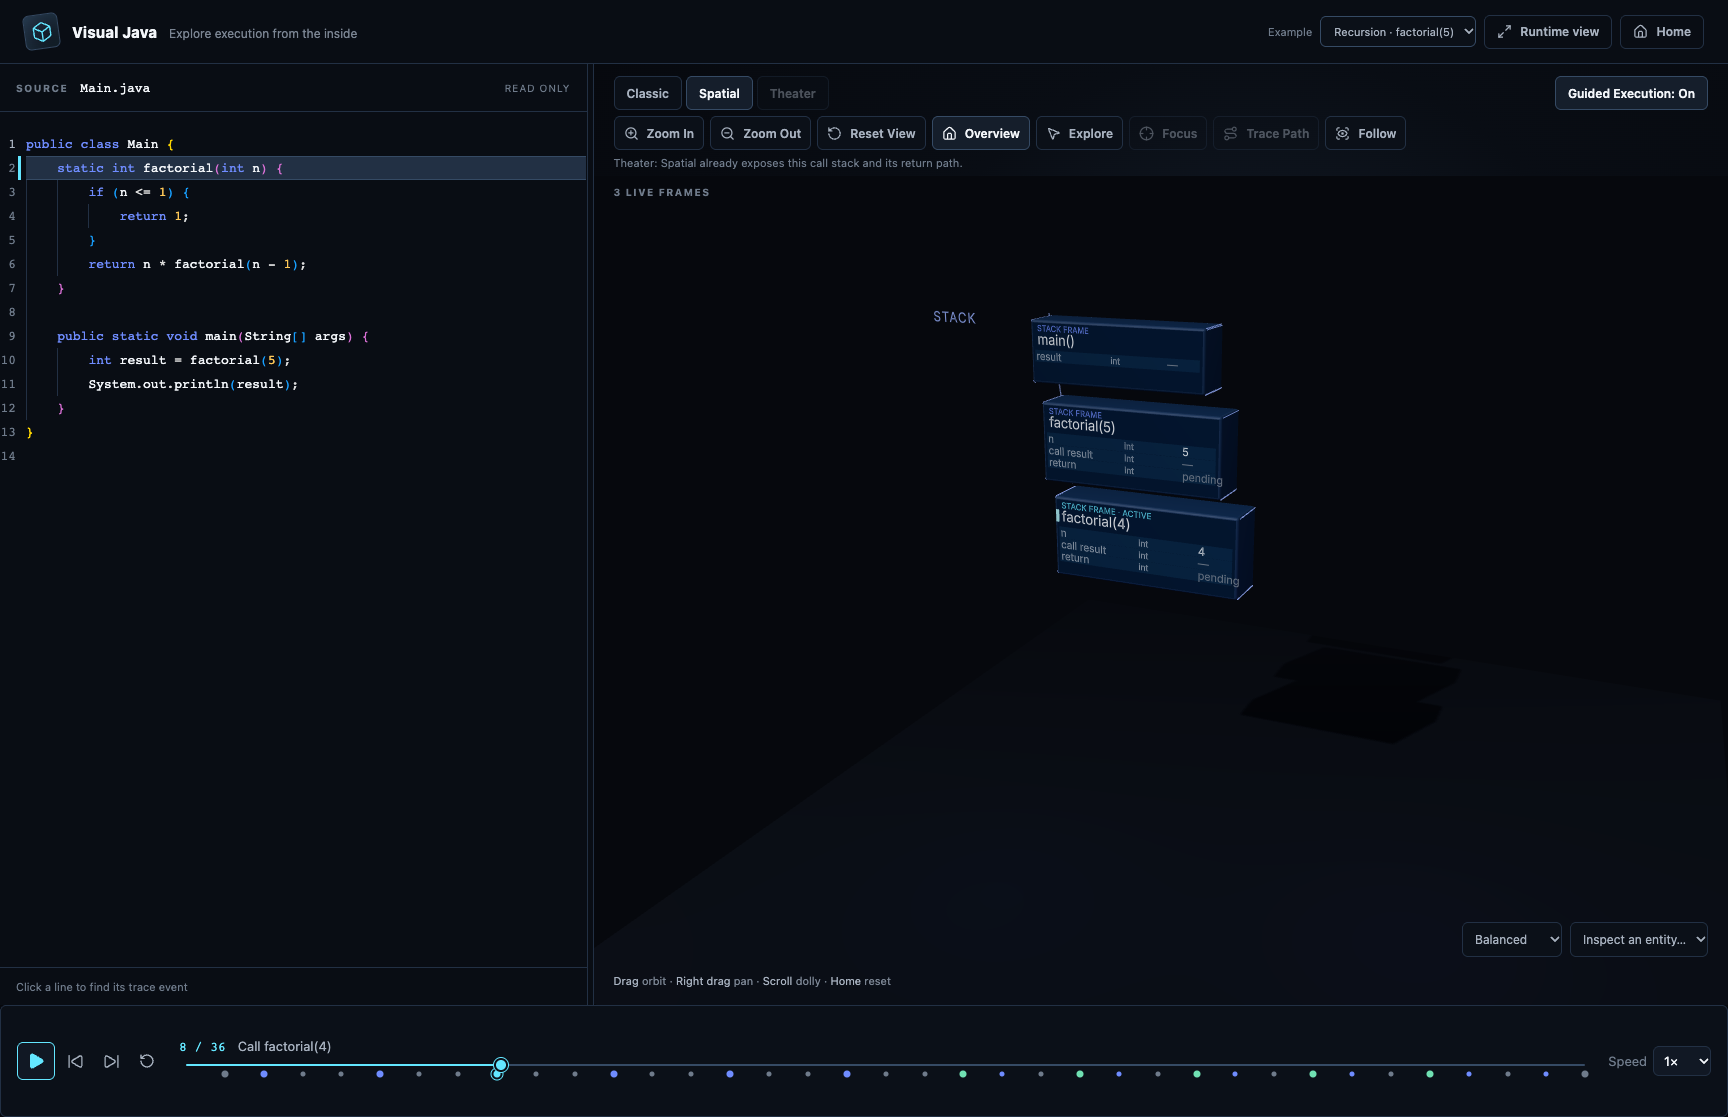 Visual Java Explore execution from the inside
Example Recursion · factorial(5) Runtime view Home
SOURCE Main.java READ ONLY
1 public class Main {
2 static int factorial(int n) {
3 if (n <= 1) {
4 return 1;
5 }
6 return n * factorial(n - 1);
7 }
8
9 public static void main(String[] args) {
10 int result = factorial(5);
11 System.out.println(result);
12 }
13 }
14
Click a line to find its trace event
Classic Spatial Theater Guided Execution: On
Zoom In Zoom Out Reset View Overview Explore Focus Trace Path Follow
Theater: Spatial already exposes this call stack and its return path.
3 LIVE FRAMES
STACK
STACK FRAME
main()
result int —
STACK FRAME
factorial(5)
n int 5
call result int —
return int pending
STACK FRAME · ACTIVE
factorial(4)
n int 4
call result int —
return int pending
Balanced Inspect an entity...
Drag orbit · Right drag pan · Scroll dolly · Home reset
8 / 36 Call factorial(4)
Speed 1×